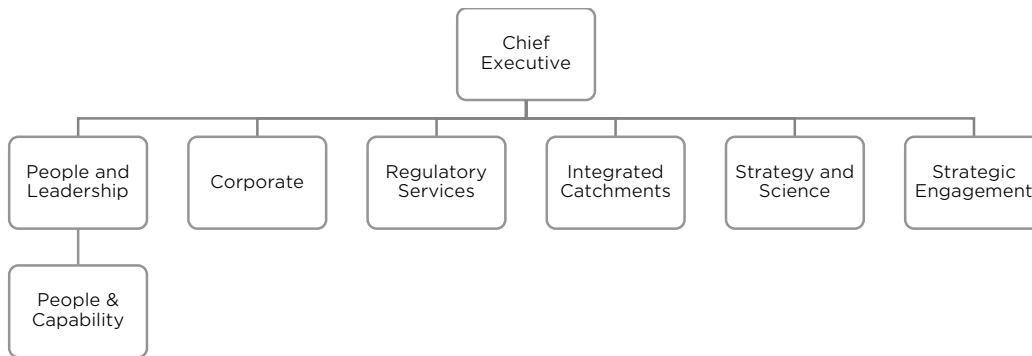 Chief
Executive
People and
Leadership
Corporate
Regulatory
Services
Integrated
Catchments
Strategy and
Science
Strategic
Engagement
People &
Capability